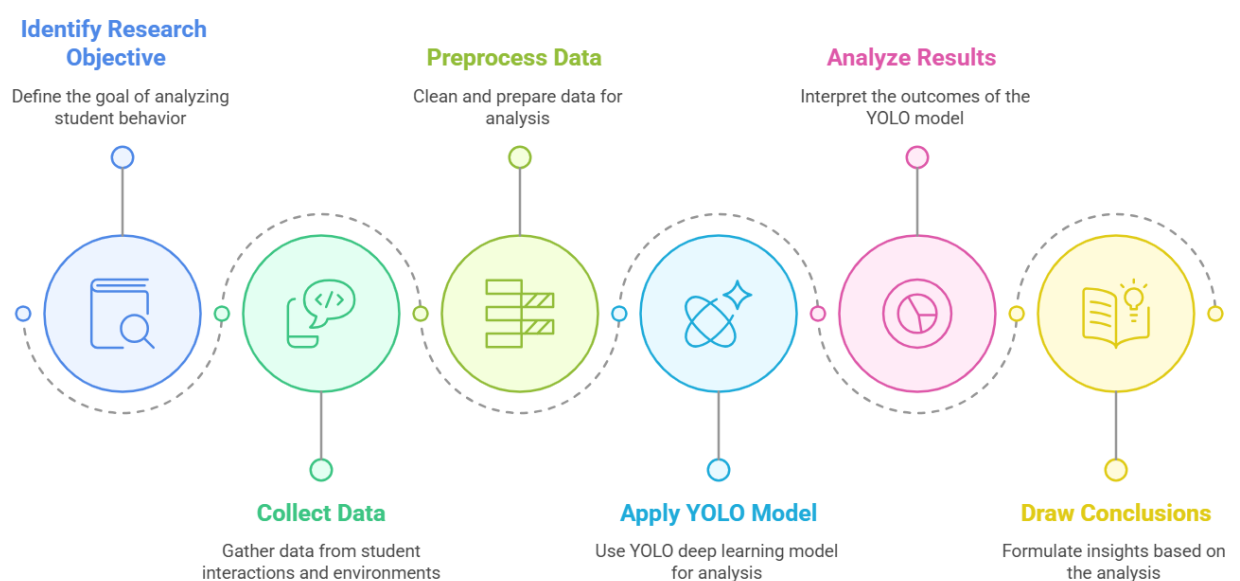 Identify Research
Objective
Define the goal of analyzing
student behavior
Preprocess Data
Clean and prepare data for
analysis
Analyze Results
Interpret the outcomes of the
YOLO model
</>
Collect Data
Gather data from student
interactions and environments
Apply YOLO Model
Use YOLO deep learning model
for analysis
Draw Conclusions
Formulate insights based on
the analysis